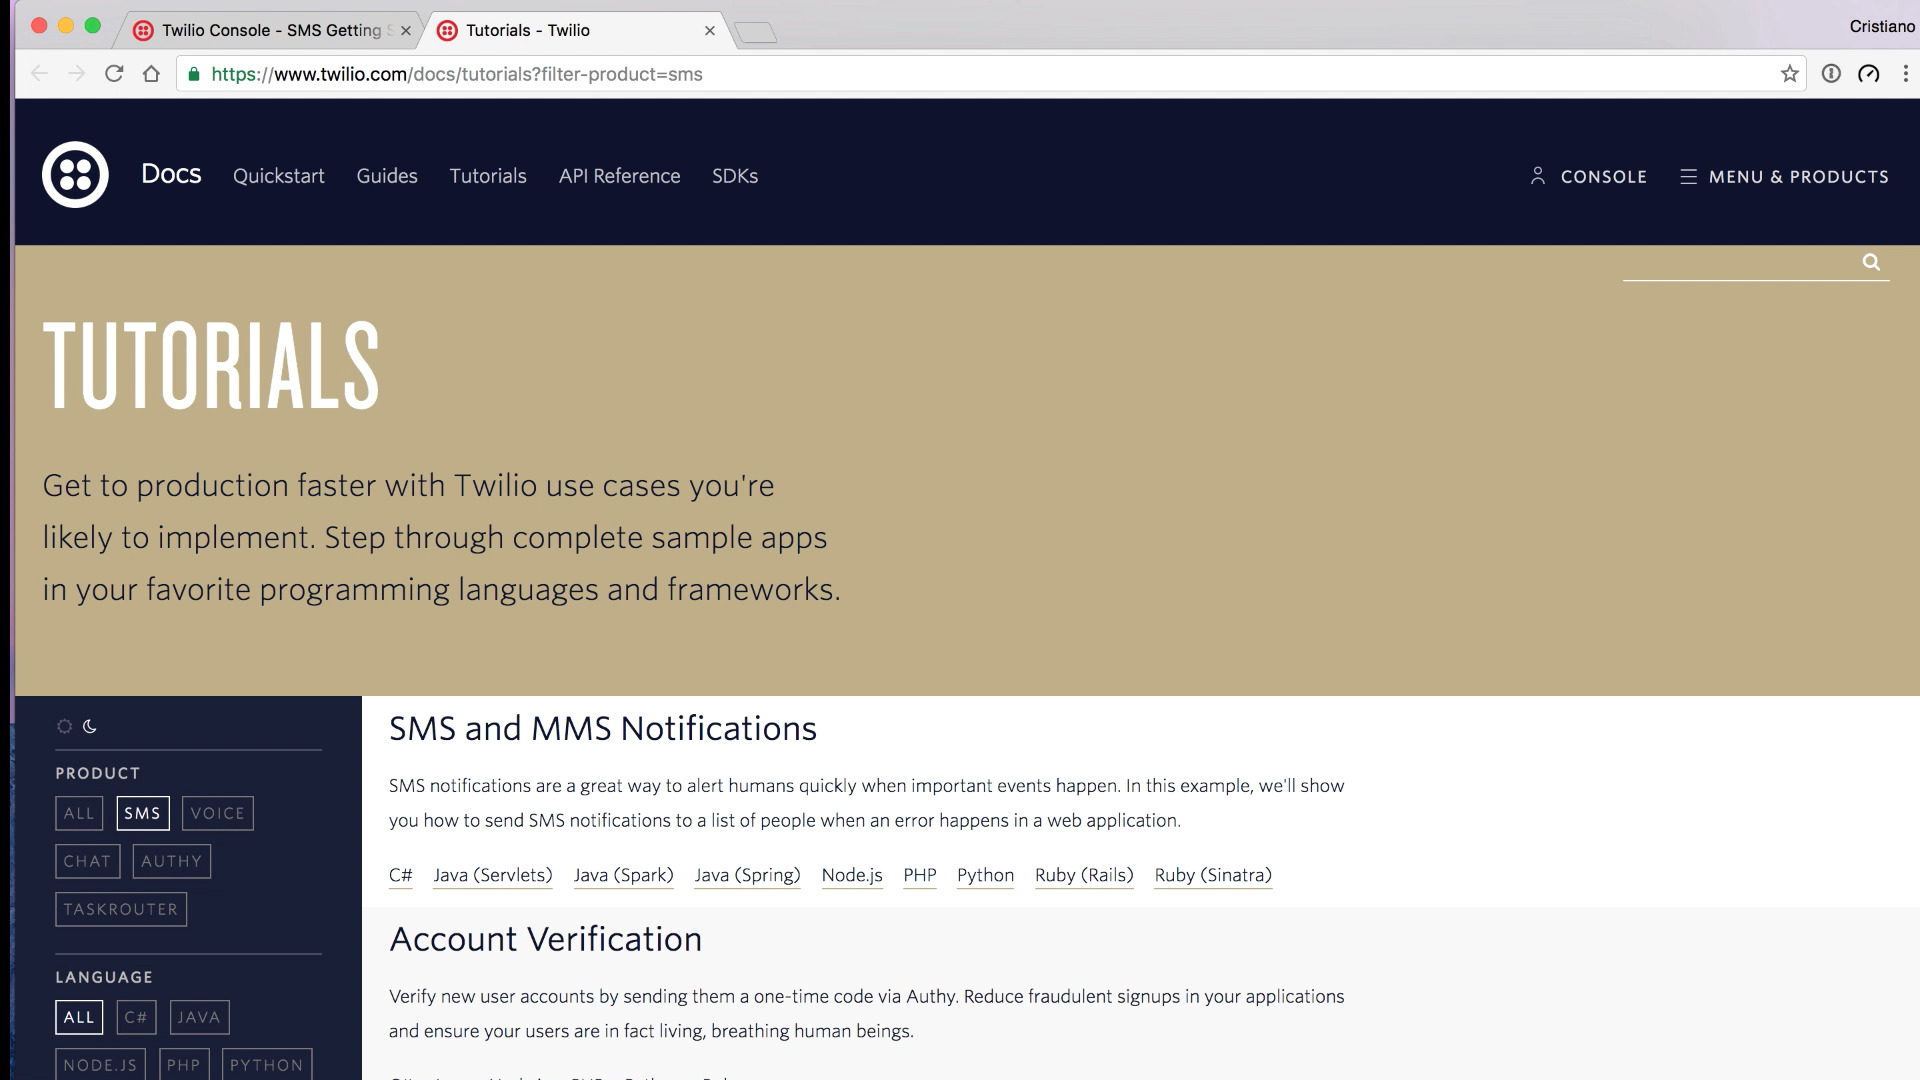 Twilio Console - SMS Getting
Tutorials - Twilio
Cristiano
https://www.twilio.com/docs/tutorials?filter-product=sms
Docs Quickstart Guides Tutorials API Reference SDKs
CONSOLE MENU & PRODUCTS
TUTORIALS
Get to production faster with Twilio use cases you're
likely to implement. Step through complete sample apps
in your favorite programming languages and frameworks.
PRODUCT
ALL SMS VOICE
CHAT AUTHY
TASKROUTER
LANGUAGE
ALL C# JAVA
NODE.JS PHP PYTHON
SMS and MMS Notifications
SMS notifications are a great way to alert humans quickly when important events happen. In this example, we'll show
you how to send SMS notifications to a list of people when an error happens in a web application.
C# Java (Servlets) Java (Spark) Java (Spring) Node.js PHP Python Ruby (Rails) Ruby (Sinatra)
Account Verification
Verify new user accounts by sending them a one-time code via Authy. Reduce fraudulent signups in your applications
and ensure your users are in fact living, breathing human beings.